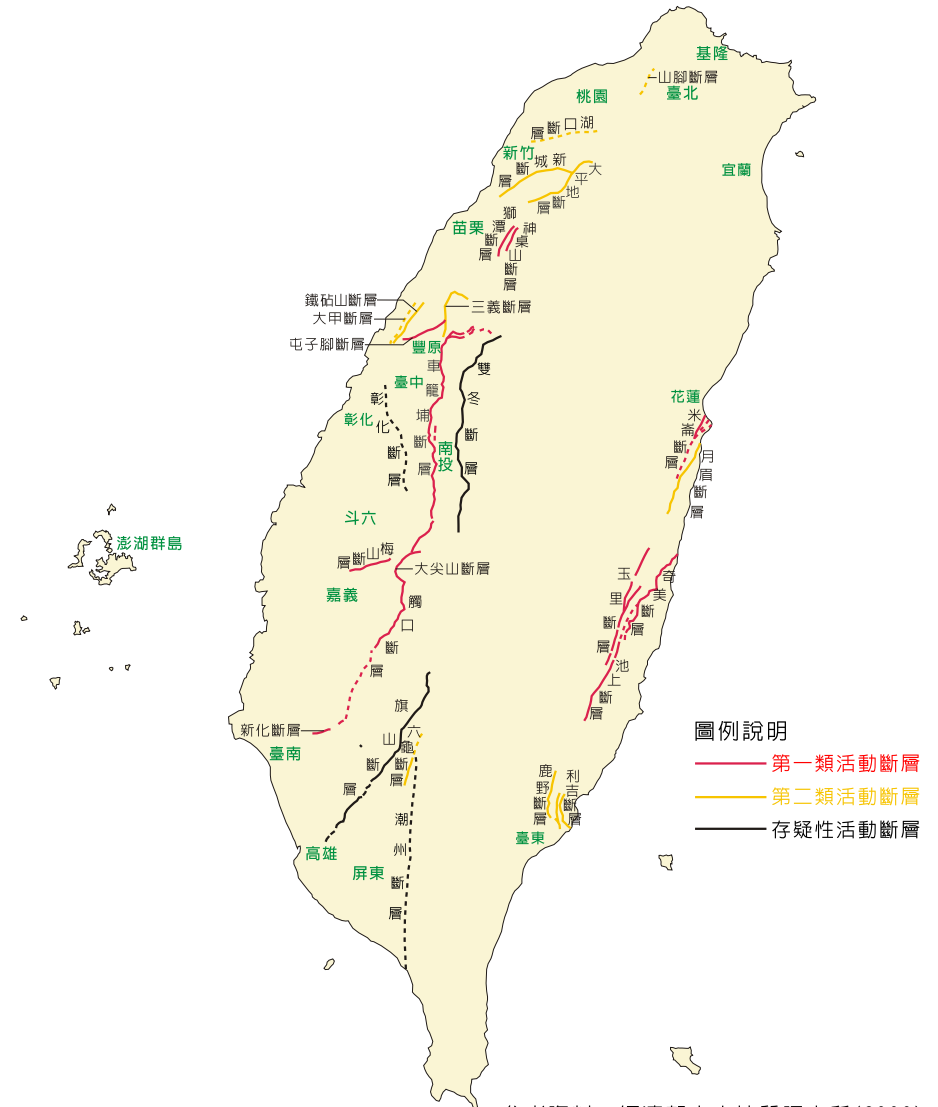 基隆
山腳斷層
臺北
桃園
湖口斷層
新竹
新城斷層
大平地斷層
宜蘭
苗栗
獅潭斷層
神桌山斷層
鐵砧山斷層
大甲斷層
屯子腳斷層
三義斷層
豐原
車籠埔斷層
雙冬斷層
臺中
彰化
彰化斷層
南投
花蓮
米崙斷層
月眉斷層
斗六
澎湖群島
梅山斷層
大尖山斷層
嘉義
觸口斷層
玉里斷層
奇美斷層
池上斷層
新化斷層
臺南
旗山斷層
六龜斷層
潮州斷層
高雄
屏東
鹿野斷層
利吉斷層
臺東
圖例說明
第一類活動斷層
第二類活動斷層
存疑性活動斷層